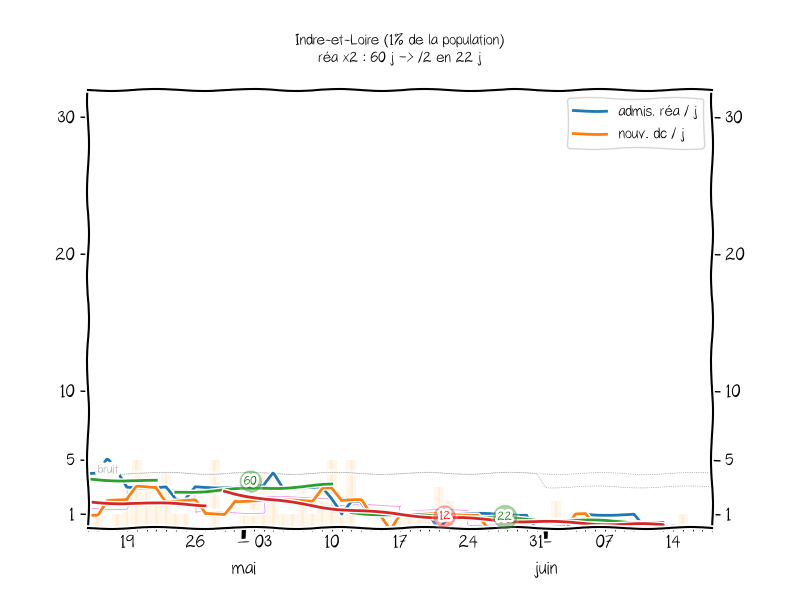 Indre-et-Loire (1% de la population)
réa x2 : 60 j -> /2 en 22 j
admis. réa / j
nouv. dc / j
30
30
20
20
10
10
5
5
bruit
60
12
22
1
1
19 26 03 10 17 24 31 07 14
mai juin